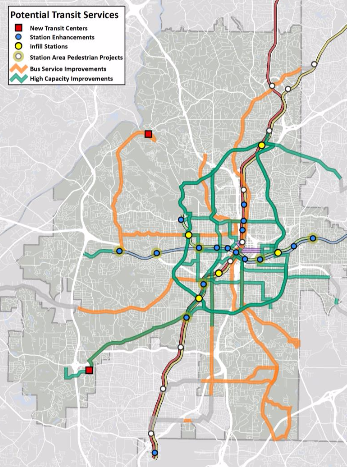 Potential Transit Services
New Transit Centers
Station Enhancements
Infill Stations
Station Area Pedestrian Projects
Bus Service Improvements
High Capacity Improvements